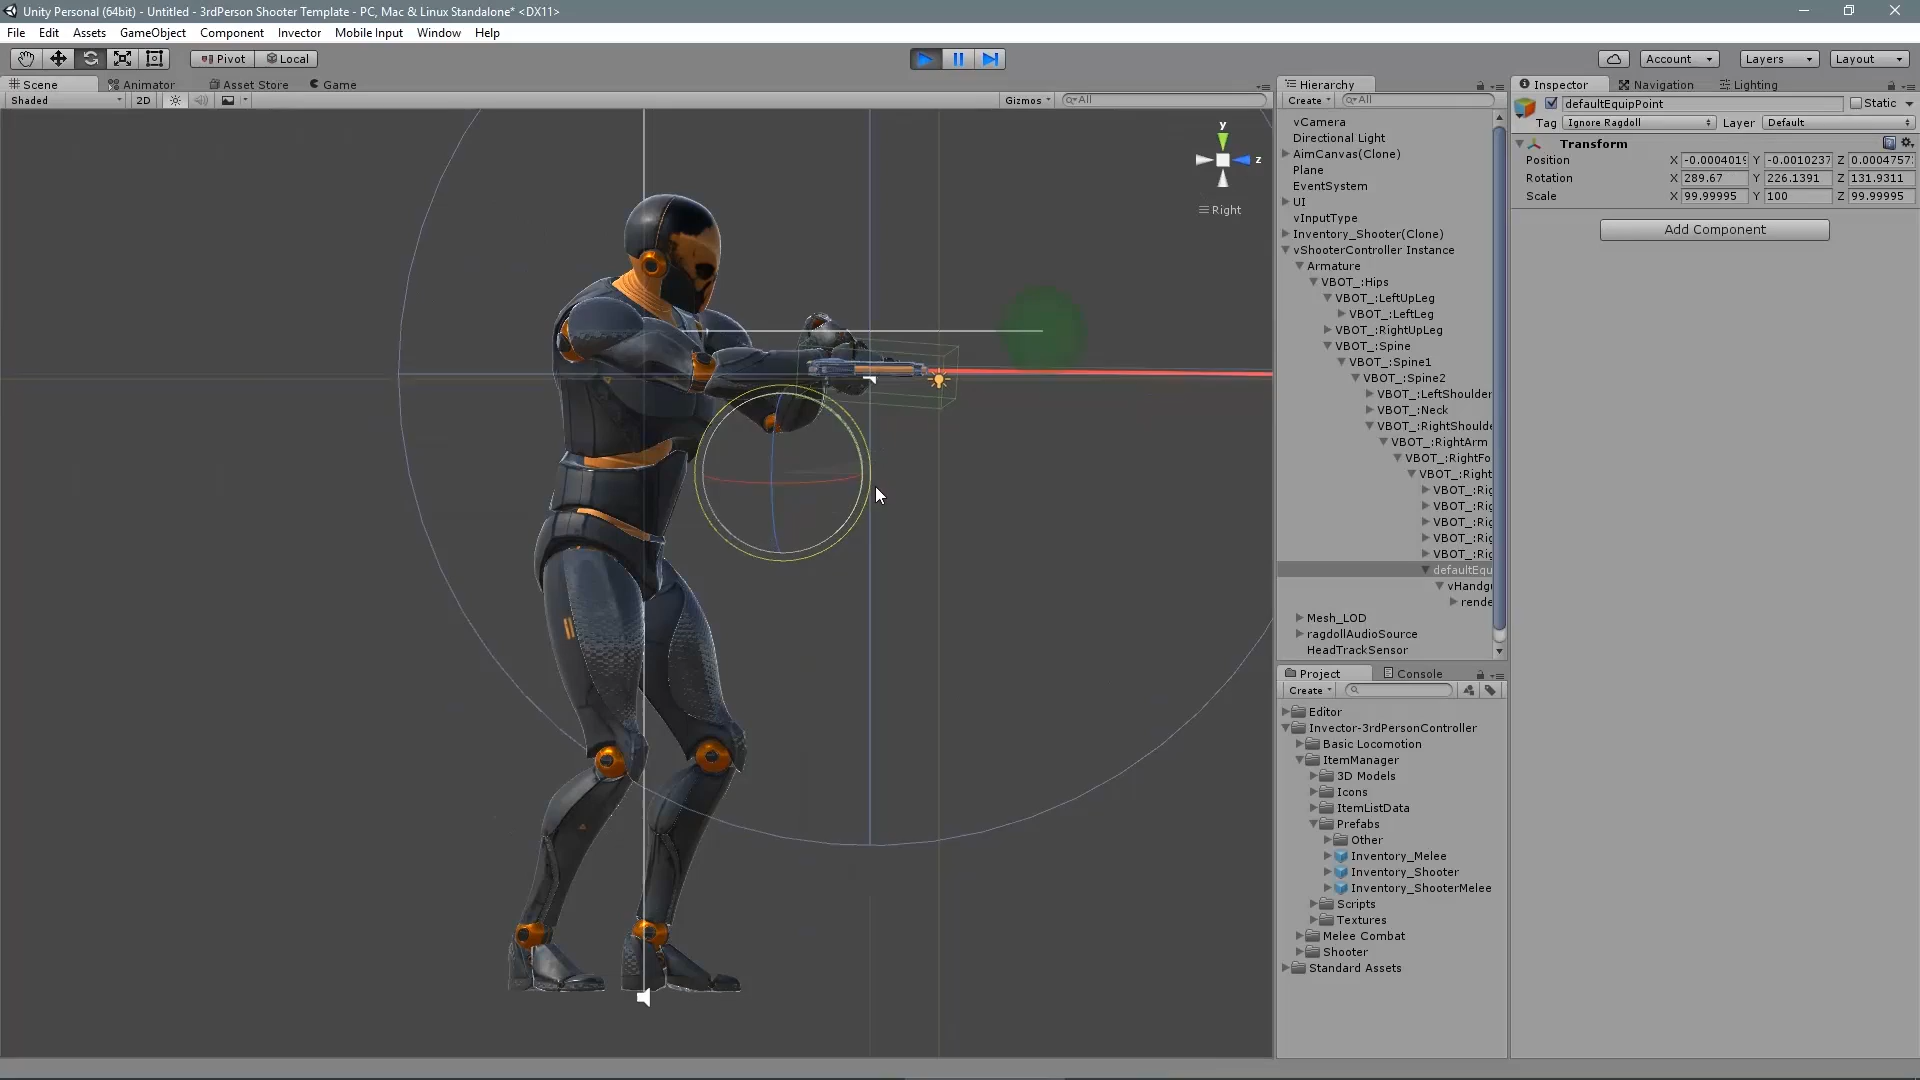 Unity Personal (64bit) - Untitled - 3rdPerson Shooter Template - PC, Mac & Linux Standalone* <DX11>
File Edit Assets GameObject Component Invector Mobile Input Window Help
Pivot Local
Account Layers Layout
Scene Animator Asset Store Game
Shaded 2D Gizmos All
y
z
Right
Hierarchy
Create All
vCamera
Directional Light
AimCanvas(Clone)
Plane
EventSystem
UI
vInputType
Inventory_Shooter(Clone)
vShooterController Instance
Armature
VBOT_:Hips
VBOT_:LeftUpLeg
VBOT_:LeftLeg
VBOT_:RightUpLeg
VBOT_:Spine
VBOT_:Spine1
VBOT_:Spine2
VBOT_:LeftShoulder
VBOT_:Neck
VBOT_:RightShoulde
VBOT_:RightArm
VBOT_:RightFo
VBOT_:Right
VBOT_:Rig
VBOT_:Rig
VBOT_:Rig
VBOT_:Rig
VBOT_:Rig
defaultEqu
vHandgu
rende
Mesh_LOD
ragdollAudioSource
HeadTrackSensor
Project Console
Create
Editor
Invector-3rdPersonController
Basic Locomotion
ItemManager
3D Models
Icons
ItemListData
Prefabs
Other
Inventory_Melee
Inventory_Shooter
Inventory_ShooterMelee
Scripts
Textures
Melee Combat
Shooter
Standard Assets
Inspector Navigation Lighting
defaultEquipPoint Static
Tag Ignore Ragdoll Layer Default
Transform
Position X -0.0004019 Y -0.0010237 Z 0.0004757
Rotation X 289.67 Y 226.1391 Z 131.9311
Scale X 99.99995 Y 100 Z 99.99995
Add Component